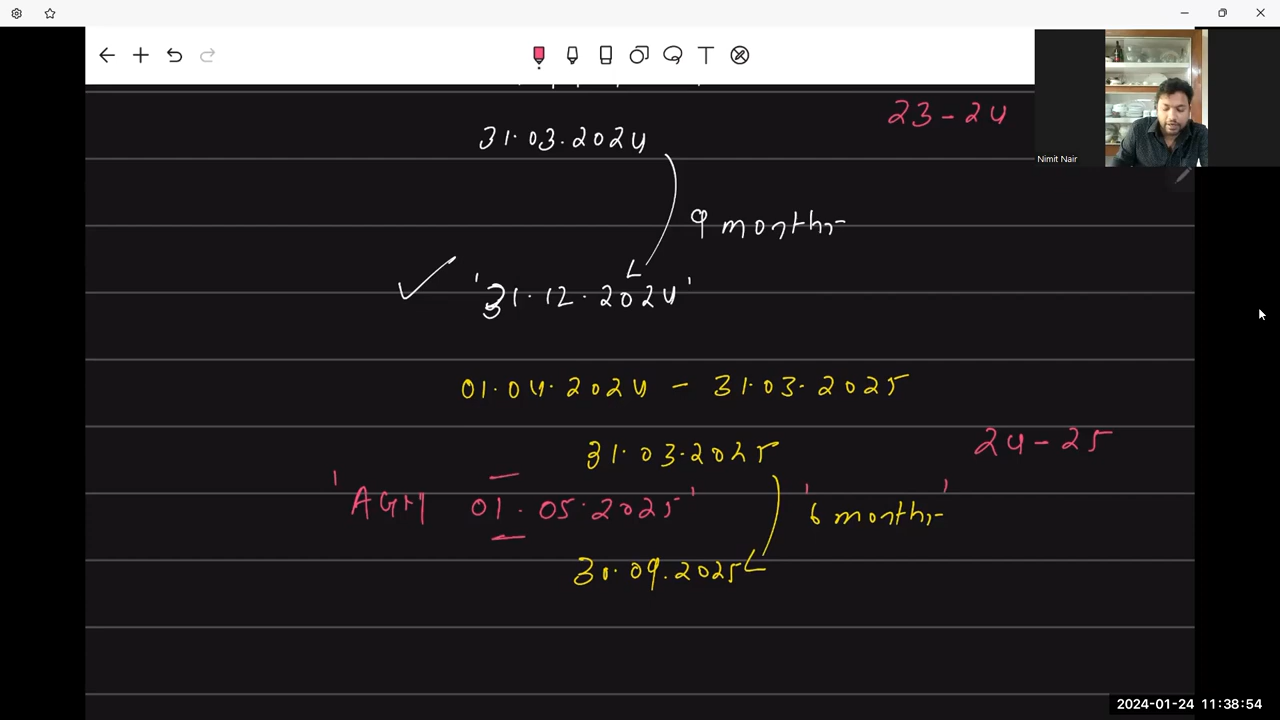 23-24
31.03.2024
Nimit Nair
9 months
'31.12.2024'
01.04.2024 - 31.03.2025
31.03.2025
24-25
'AGM 01.05.2025'
'6 months'
30.09.2025
2024-01-24 11:38:54